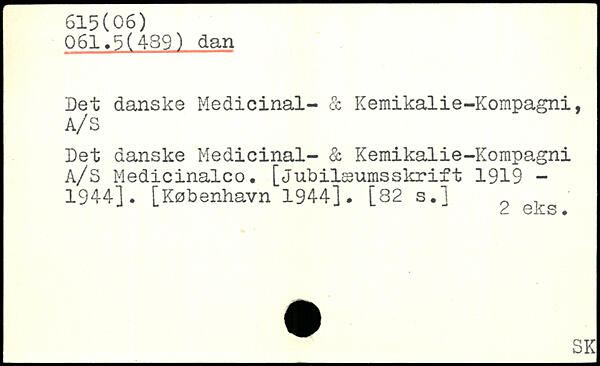 615(06)
061.5(489) dan
Det danske Medicinal- & Kemikalie-Kompagni,
A/S
Det danske Medicinal- & Kemikalie-Kompagni
A/S Medicinalco. [Jubilæumsskrift 1919 -
1944]. [København 1944]. [82 s.]
2 eks.
SK